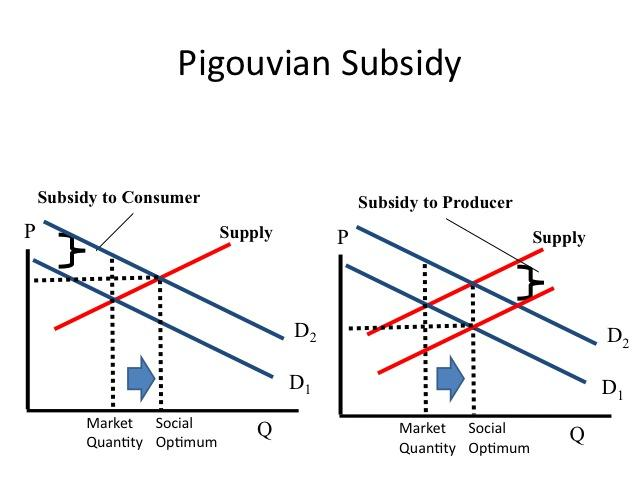 Pigouvian Subsidy
Subsidy to Consumer
P
Supply
D2
D1
Market
Quantity
Social
Optimum
Q
Subsidy to Producer
P
Supply
D2
D1
Market
Quantity
Social
Optimum
Q